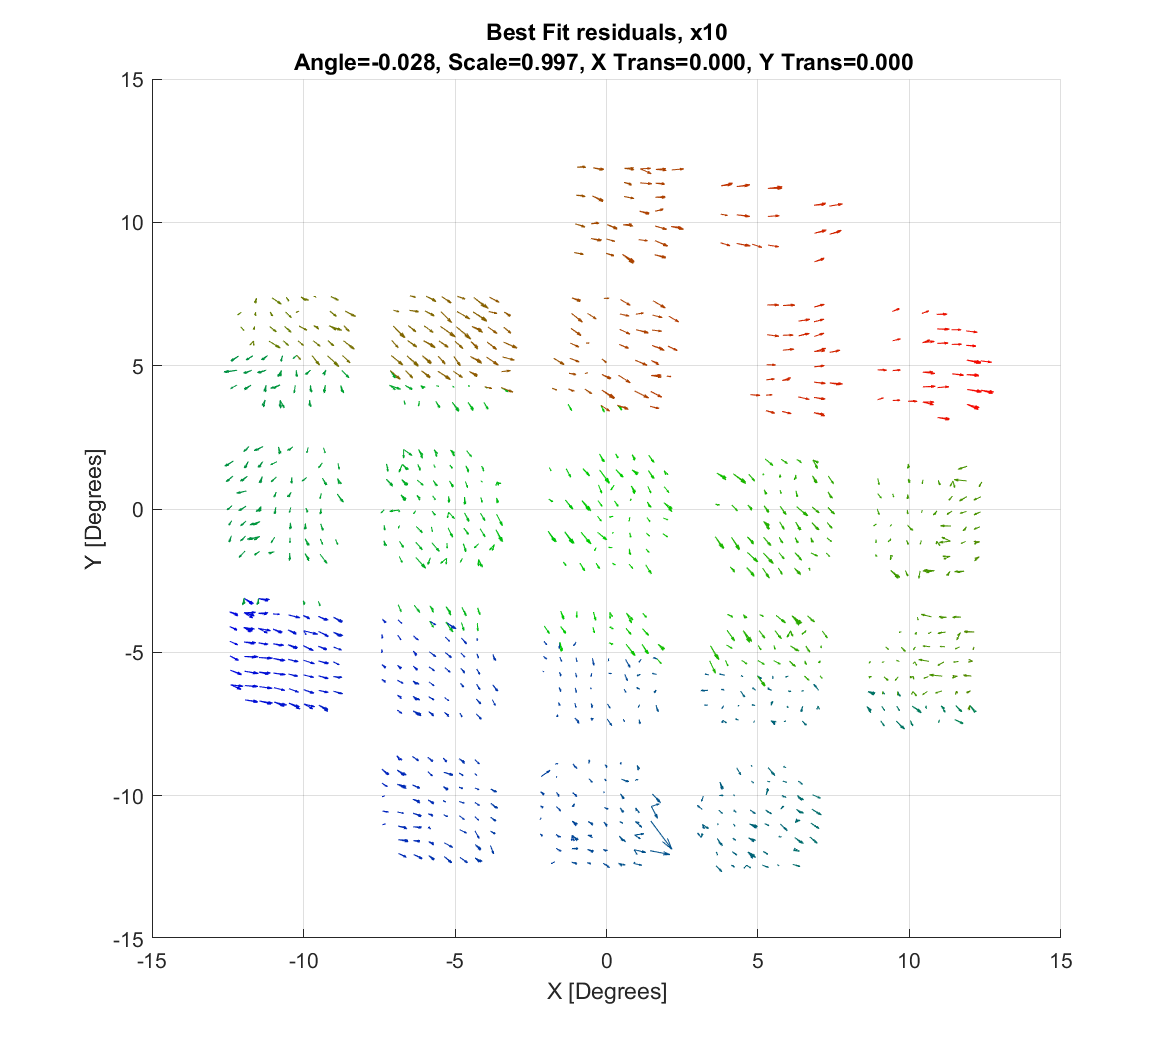 Best Fit residuals, x10
Angle=-0.028, Scale=0.997, X Trans=0.000, Y Trans=0.000
15
10
5
0
-5
-10
-15
Y [Degrees]
-15 -10 -5 0 5 10 15
X [Degrees]